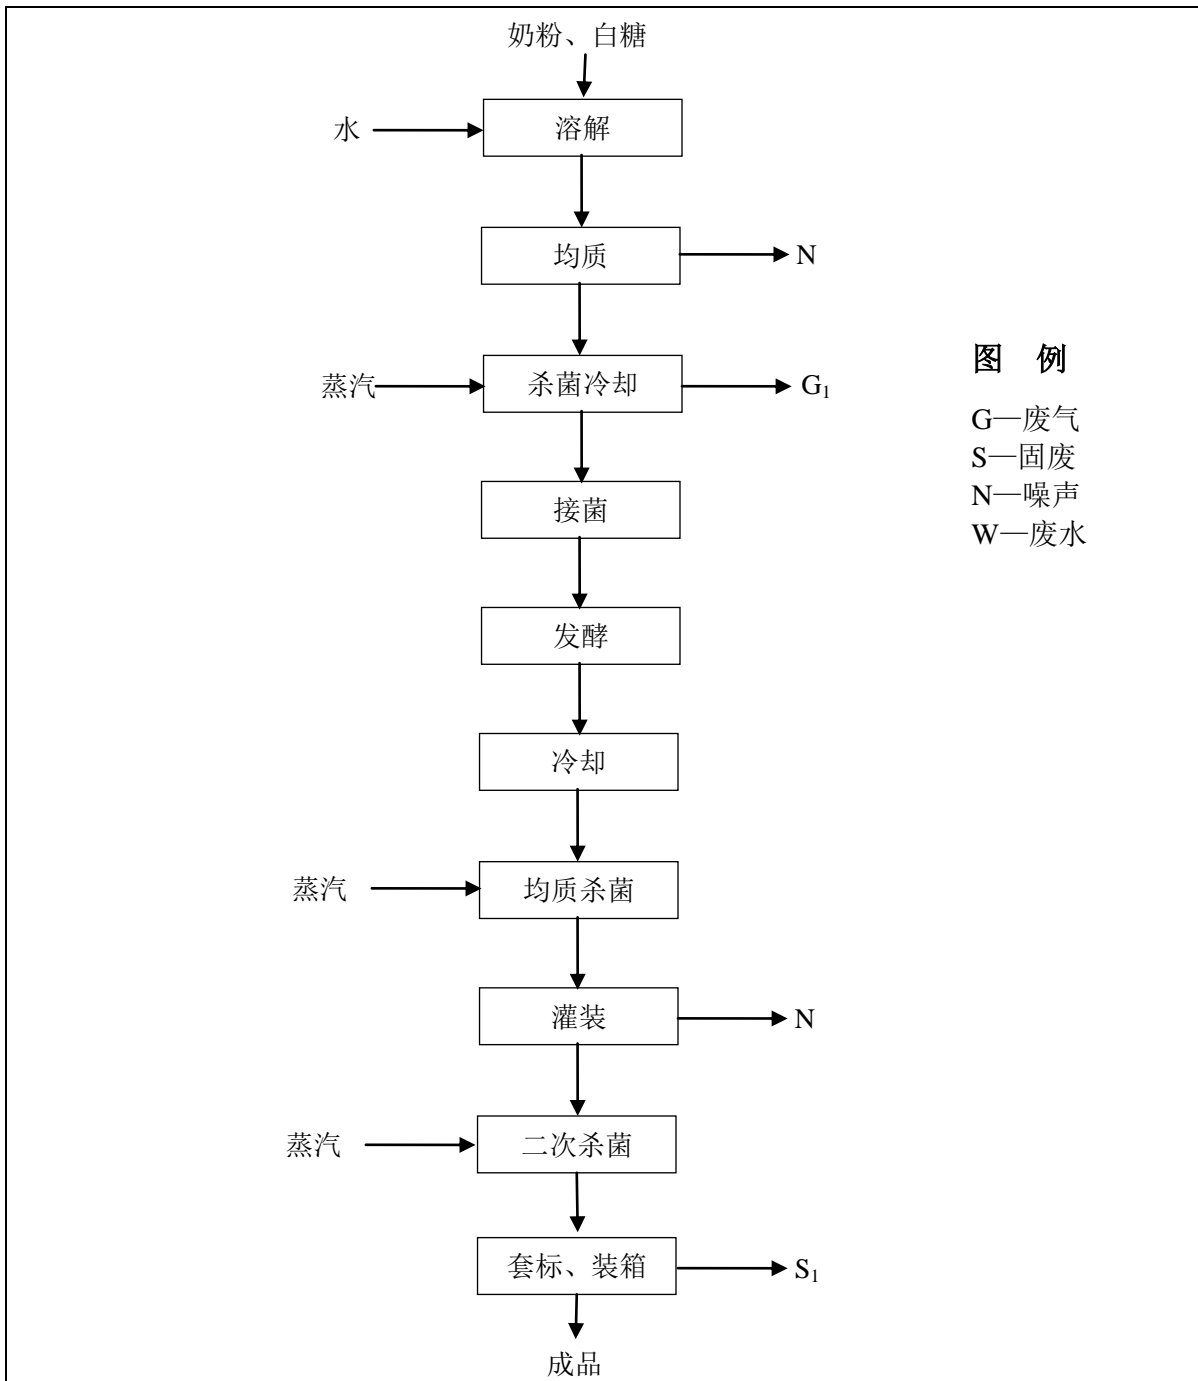 奶粉、白糖
水
溶解
均质
N
蒸汽
杀菌冷却
G₁
接菌
发酵
冷却
蒸汽
均质杀菌
灌装
N
蒸汽
二次杀菌
套标、装箱
S₁
成品
图 例
G—废气
S—固废
N—噪声
W—废水